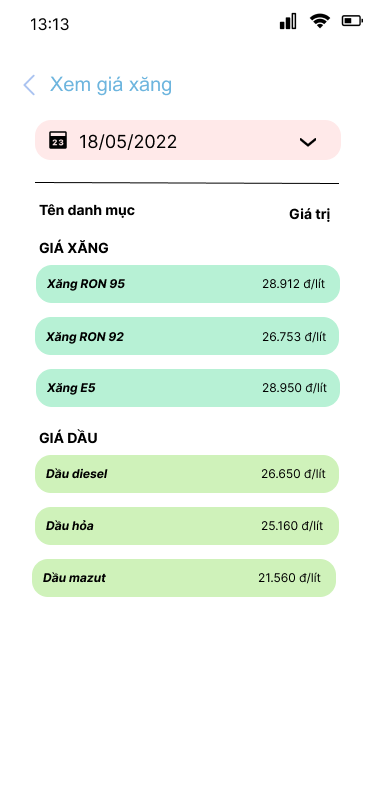 13:13
Xem giá xăng
23 18/05/2022
Tên danh mục Giá trị
GIÁ XĂNG
Xăng RON 95 28.912 đ/lít
Xăng RON 92 26.753 đ/lít
Xăng E5 28.950 đ/lít
GIÁ DẦU
Dầu diesel 26.650 đ/lít
Dầu hỏa 25.160 đ/lít
Dầu mazut 21.560 đ/lít